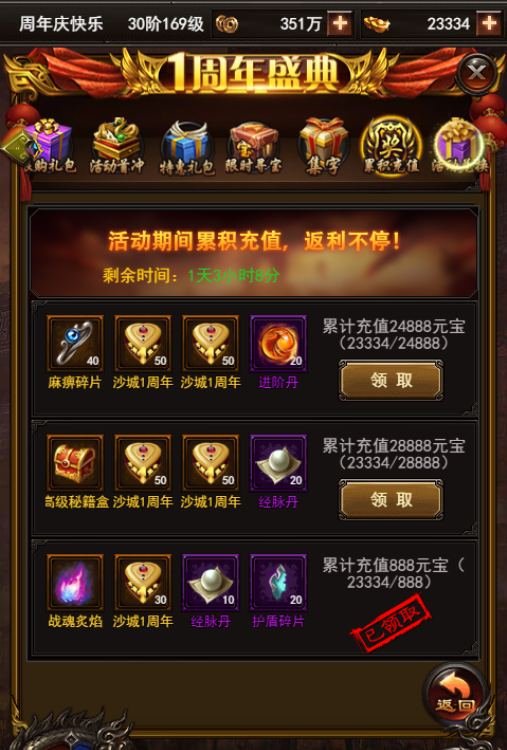 周年庆快乐 30阶169级 351万 23334
1周年盛典
限购礼包 活动首冲 特惠礼包 限时寻宝 集字 累积充值 活动兑换
宝
奖
活动期间累积充值，返利不停！
剩余时间：1天3小时8分
40 50 50 20
麻痹碎片 沙城1周年 沙城1周年 进阶丹
累计充值24888元宝
（23334/24888）
领 取
50 50 20
高级秘籍盒 沙城1周年 沙城1周年 经脉丹
累计充值28888元宝
（23334/28888）
领 取
30 10 20
战魂炙焰 沙城1周年 经脉丹 护盾碎片
累计充值888元宝（
23334/888）
已领取
返回